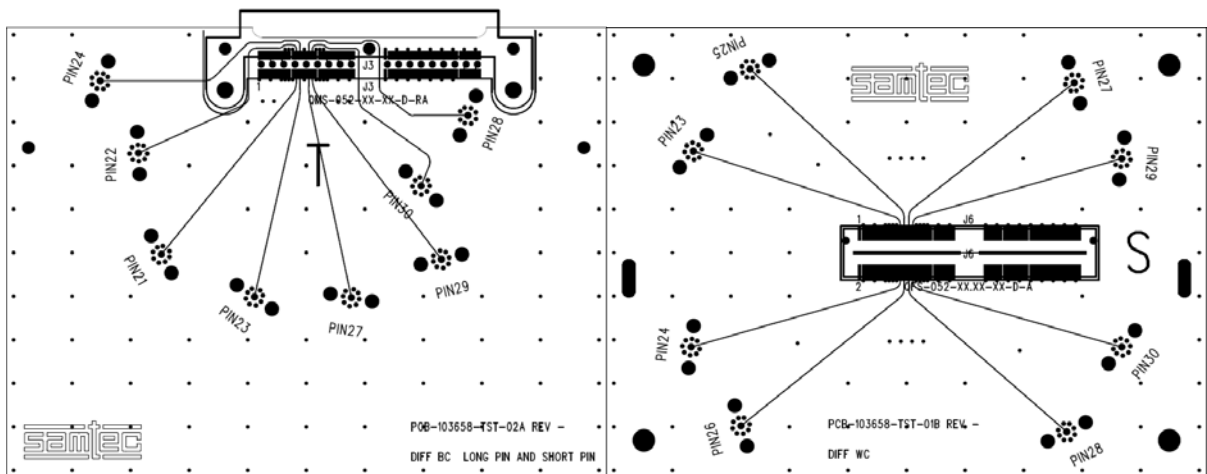 PIN24
J3
1
J3
QMS-052-XX-XX-D-RA
PIN28
PIN22
T
PIN30
PIN21
PIN29
PIN23
PIN27
samtec
PCB-103658-TST-02A REV -
DIFF BC LONG PIN AND SHORT PIN
PIN25
samtec
PIN27
PIN23
PIN29
1
J6
J6
S
2
QFS-052-XX.XX-XX-D-A
PIN24
PIN30
PIN26
PIN28
PCB-103658-TST-01B REV. -
DIFF WC